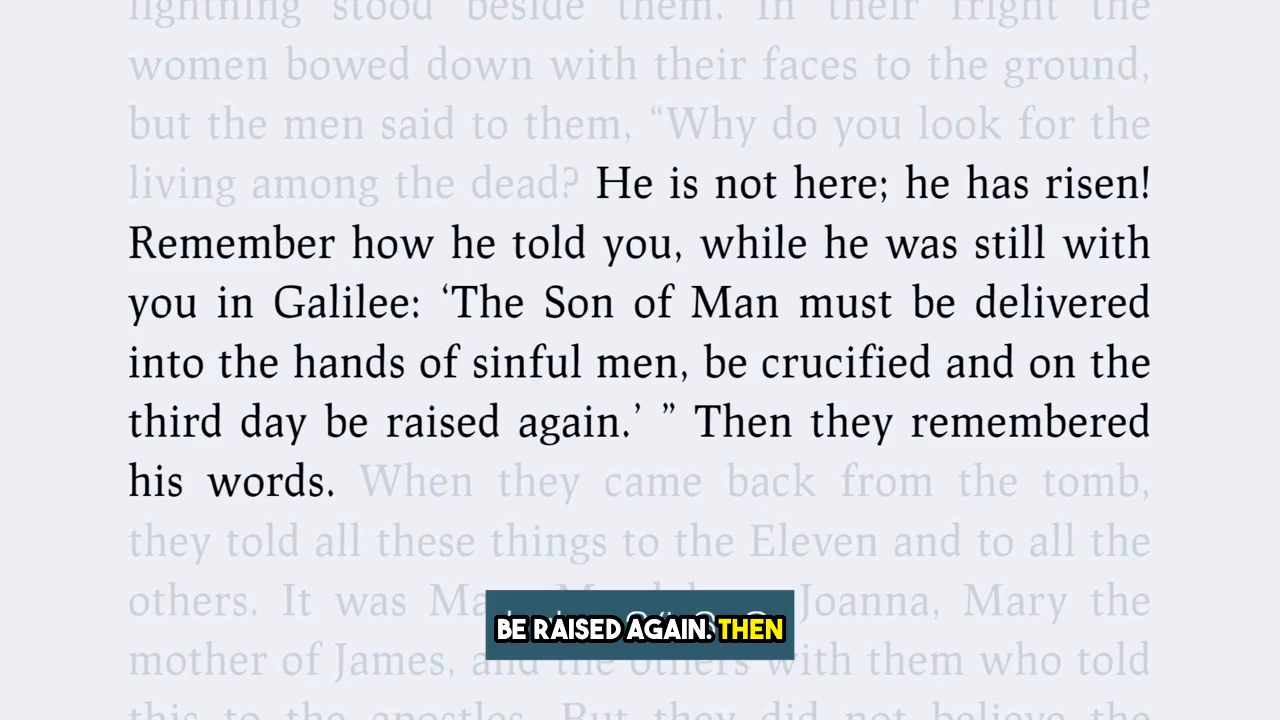 lightning stood beside them. In their fright the
women bowed down with their faces to the ground,
but the men said to them, “Why do you look for the
living among the dead? He is not here; he has risen!
Remember how he told you, while he was still with
you in Galilee: ‘The Son of Man must be delivered
into the hands of sinful men, be crucified and on the
third day be raised again.’ ” Then they remembered
his words. When they came back from the tomb,
they told all these things to the Eleven and to all the
others. It was Joanna, Mary the
BE RAISED AGAIN. THEN
mother of James, and the others with them who told
this to the apostles. But they did not believe the